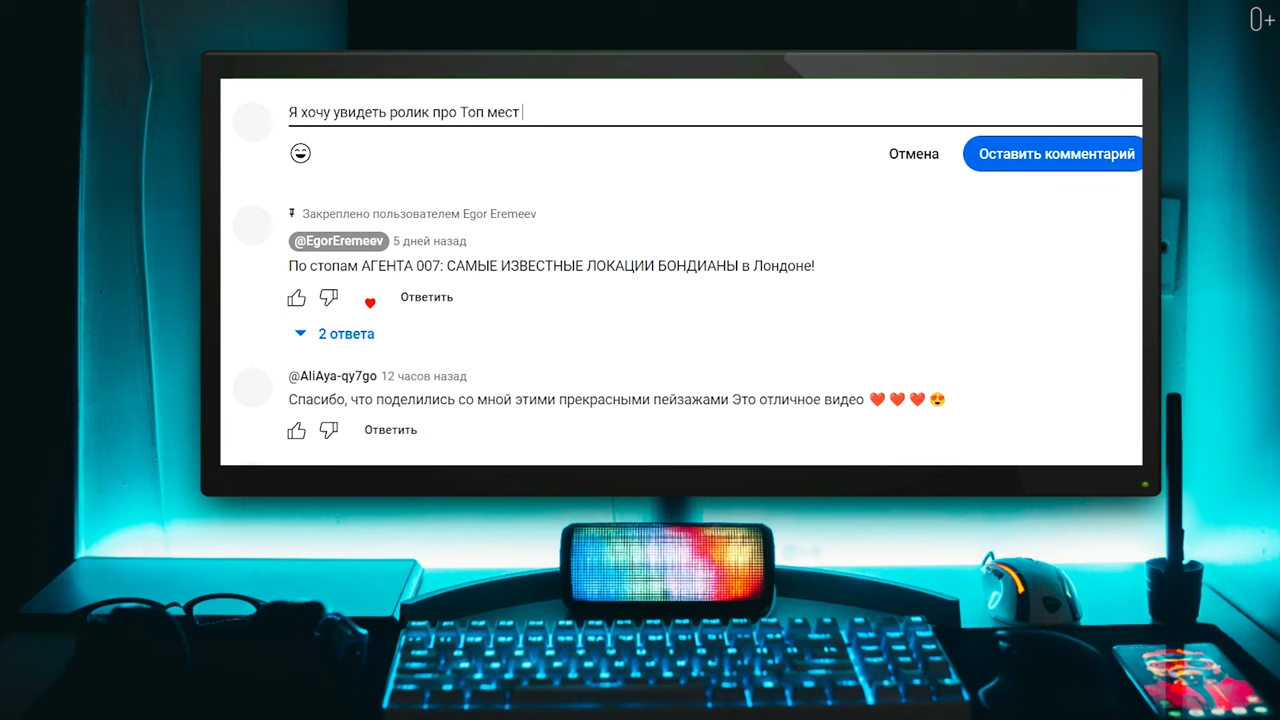 0+
Я хочу увидеть ролик про Топ мест
Отмена
Оставить комментарий
Закреплено пользователем Egor Eremeev
@EgorEremeev 5 дней назад
По стопам АГЕНТА 007: САМЫЕ ИЗВЕСТНЫЕ ЛОКАЦИИ БОНДИАНЫ в Лондоне!
Ответить
2 ответа
@AliAya-qy7go 12 часов назад
Спасибо, что поделились со мной этими прекрасными пейзажами Это отличное видео ❤️ ❤️ ❤️ 😍
Ответить